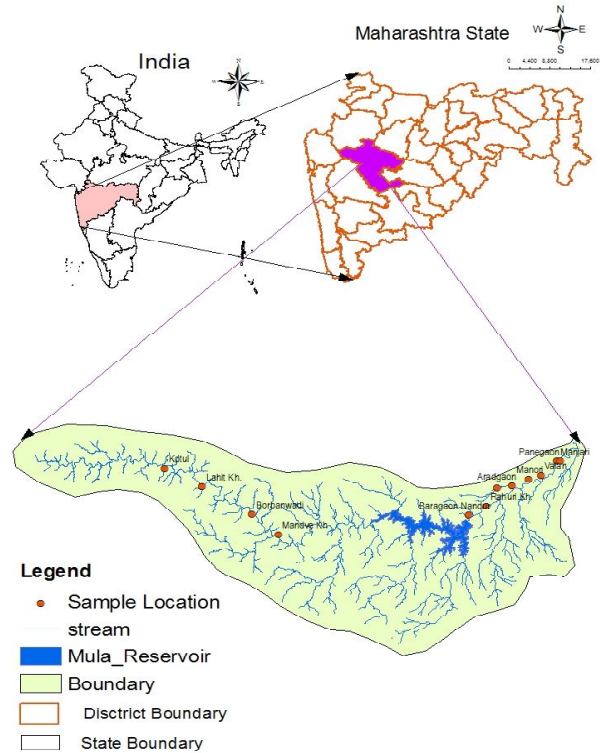 India
Maharashtra State
N
W E
S
0 4,400 8,800 17,600
Kotul
Lahit Kh.
Borbanwadi
Mandve Kh.
Baragaon Nandur
Rahuri Kh.
Aradgaon
Manori
Valan
Panegaon
Manjari
Legend
Sample Location
stream
Mula_Reservoir
Boundary
Disctrict Boundary
State Boundary